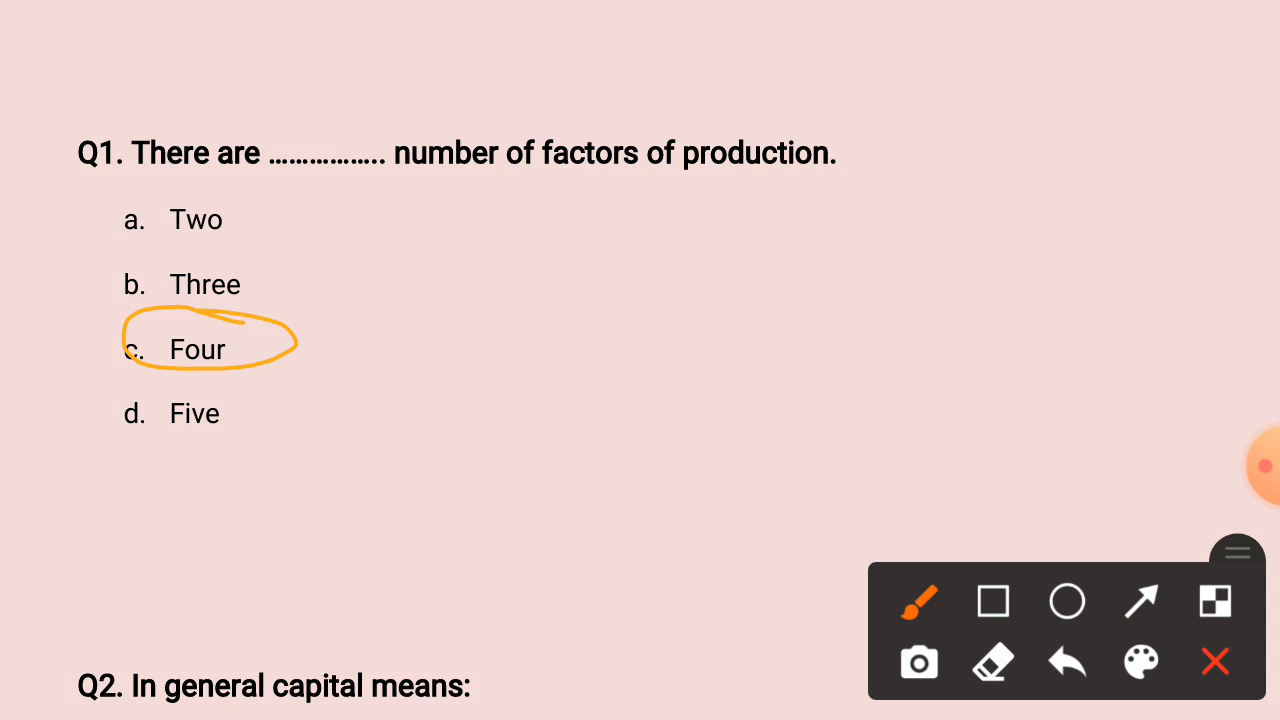 Q1. There are …………….. number of factors of production.
a. Two
b. Three
c. Four
d. Five
Q2. In general capital means: